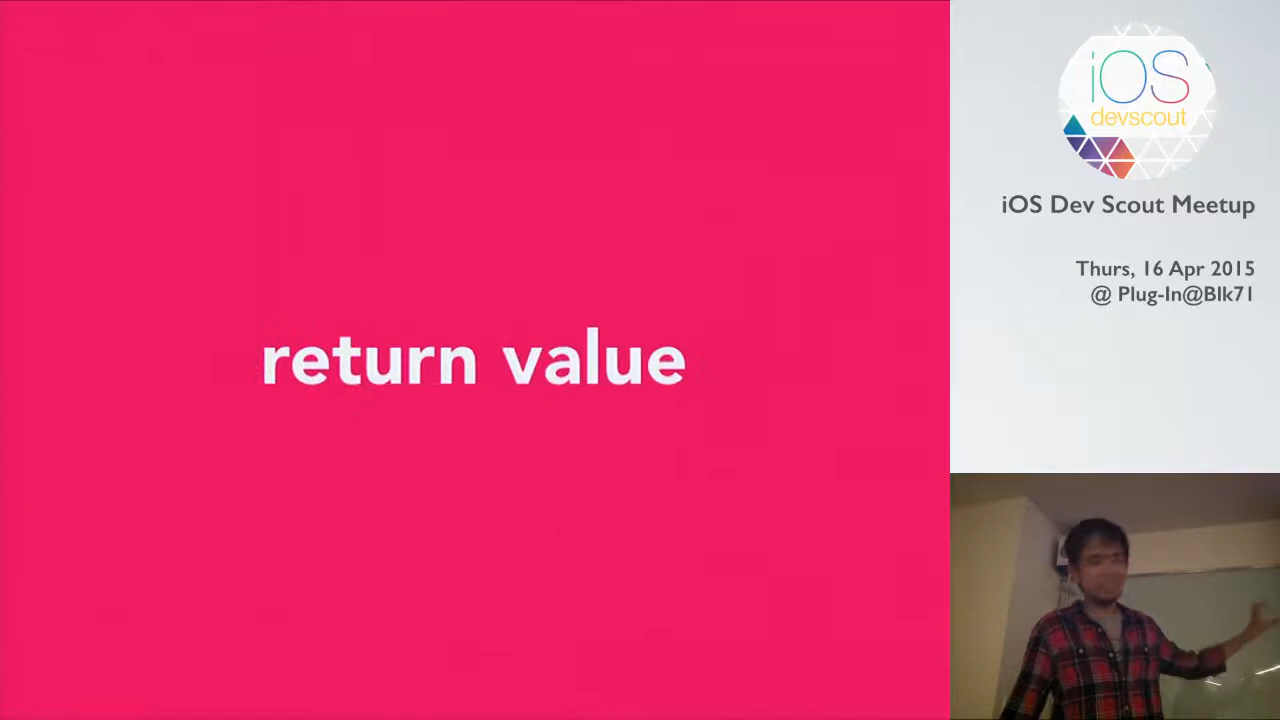 return value
iOS
devscout
iOS Dev Scout Meetup
Thurs, 16 Apr 2015
@ Plug-In@Blk71